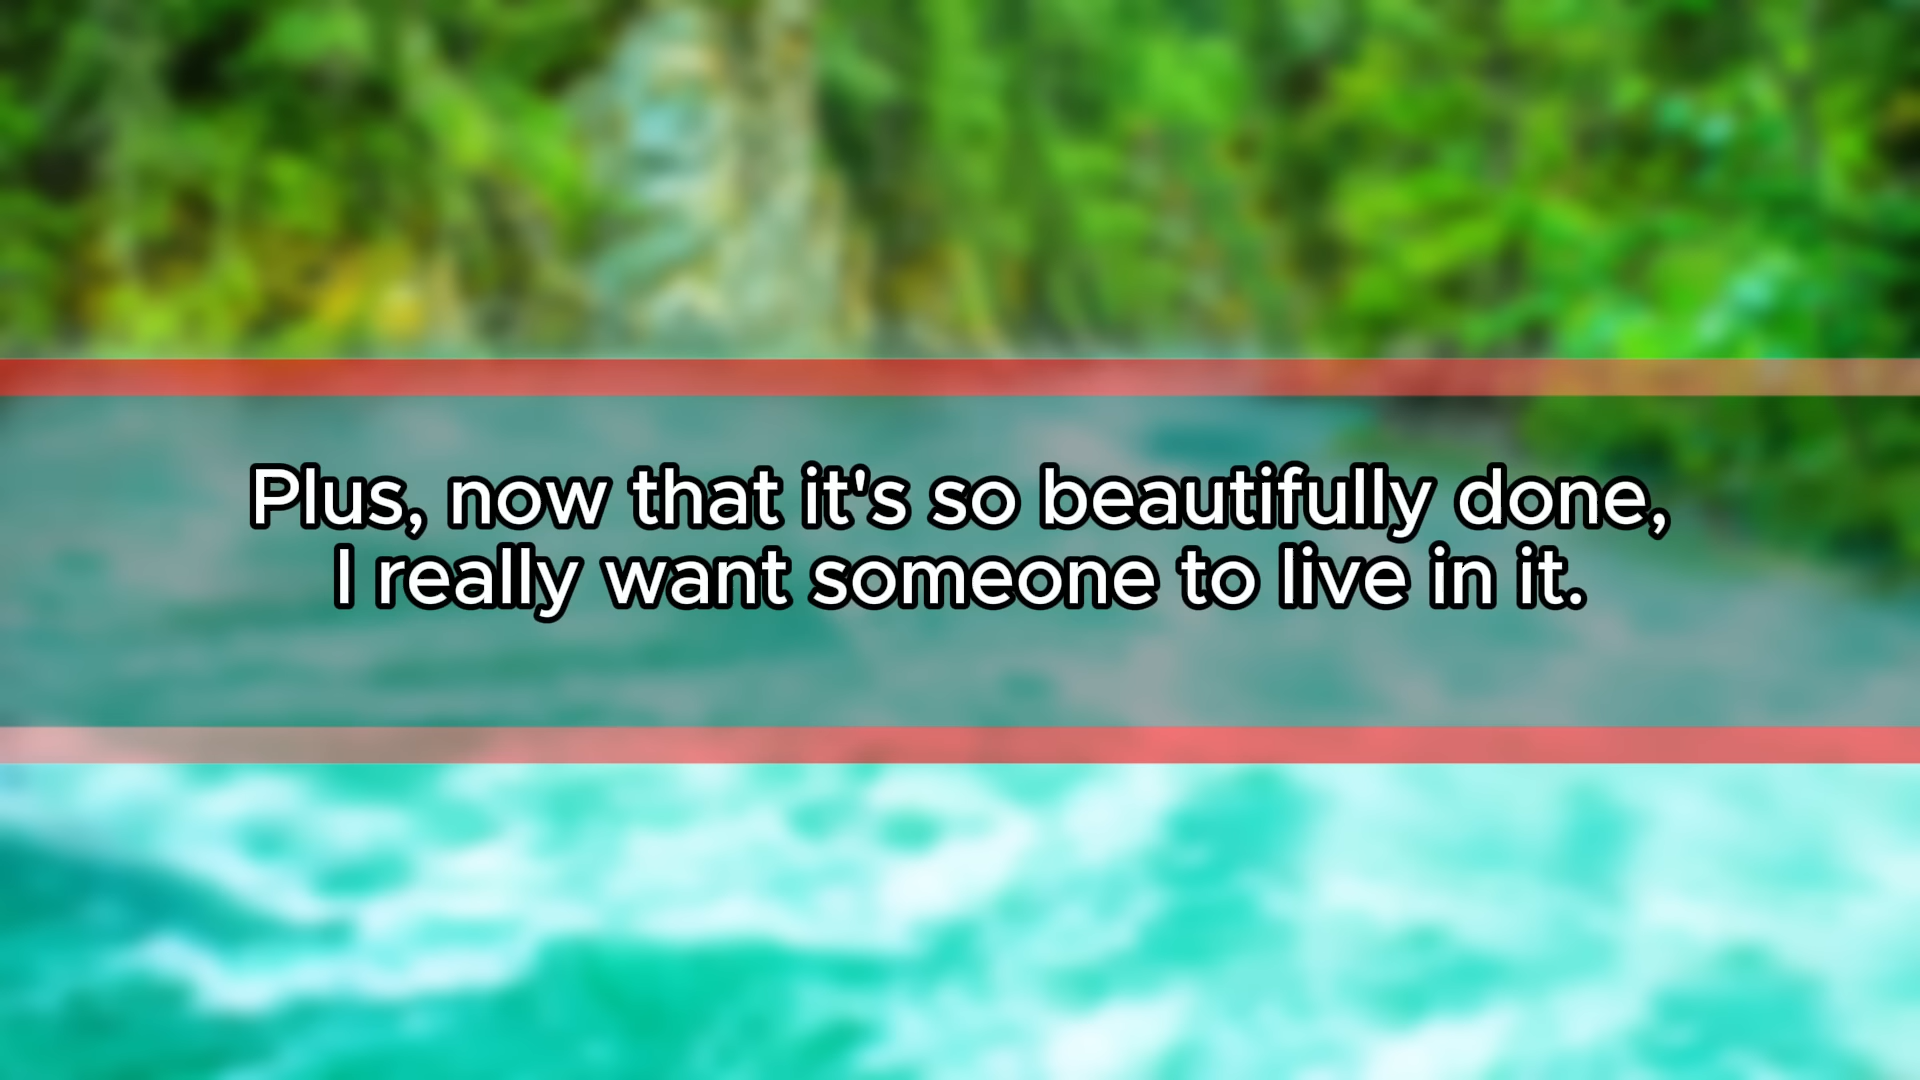 Plus, now that it's so beautifully done,
I really want someone to live in it.